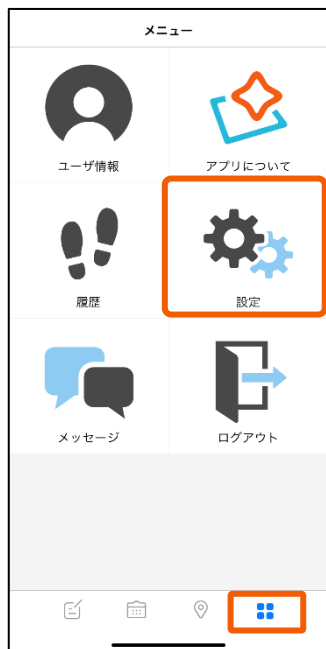 メニュー
ユーザ情報
アプリについて
履歴
設定
メッセージ
ログアウト